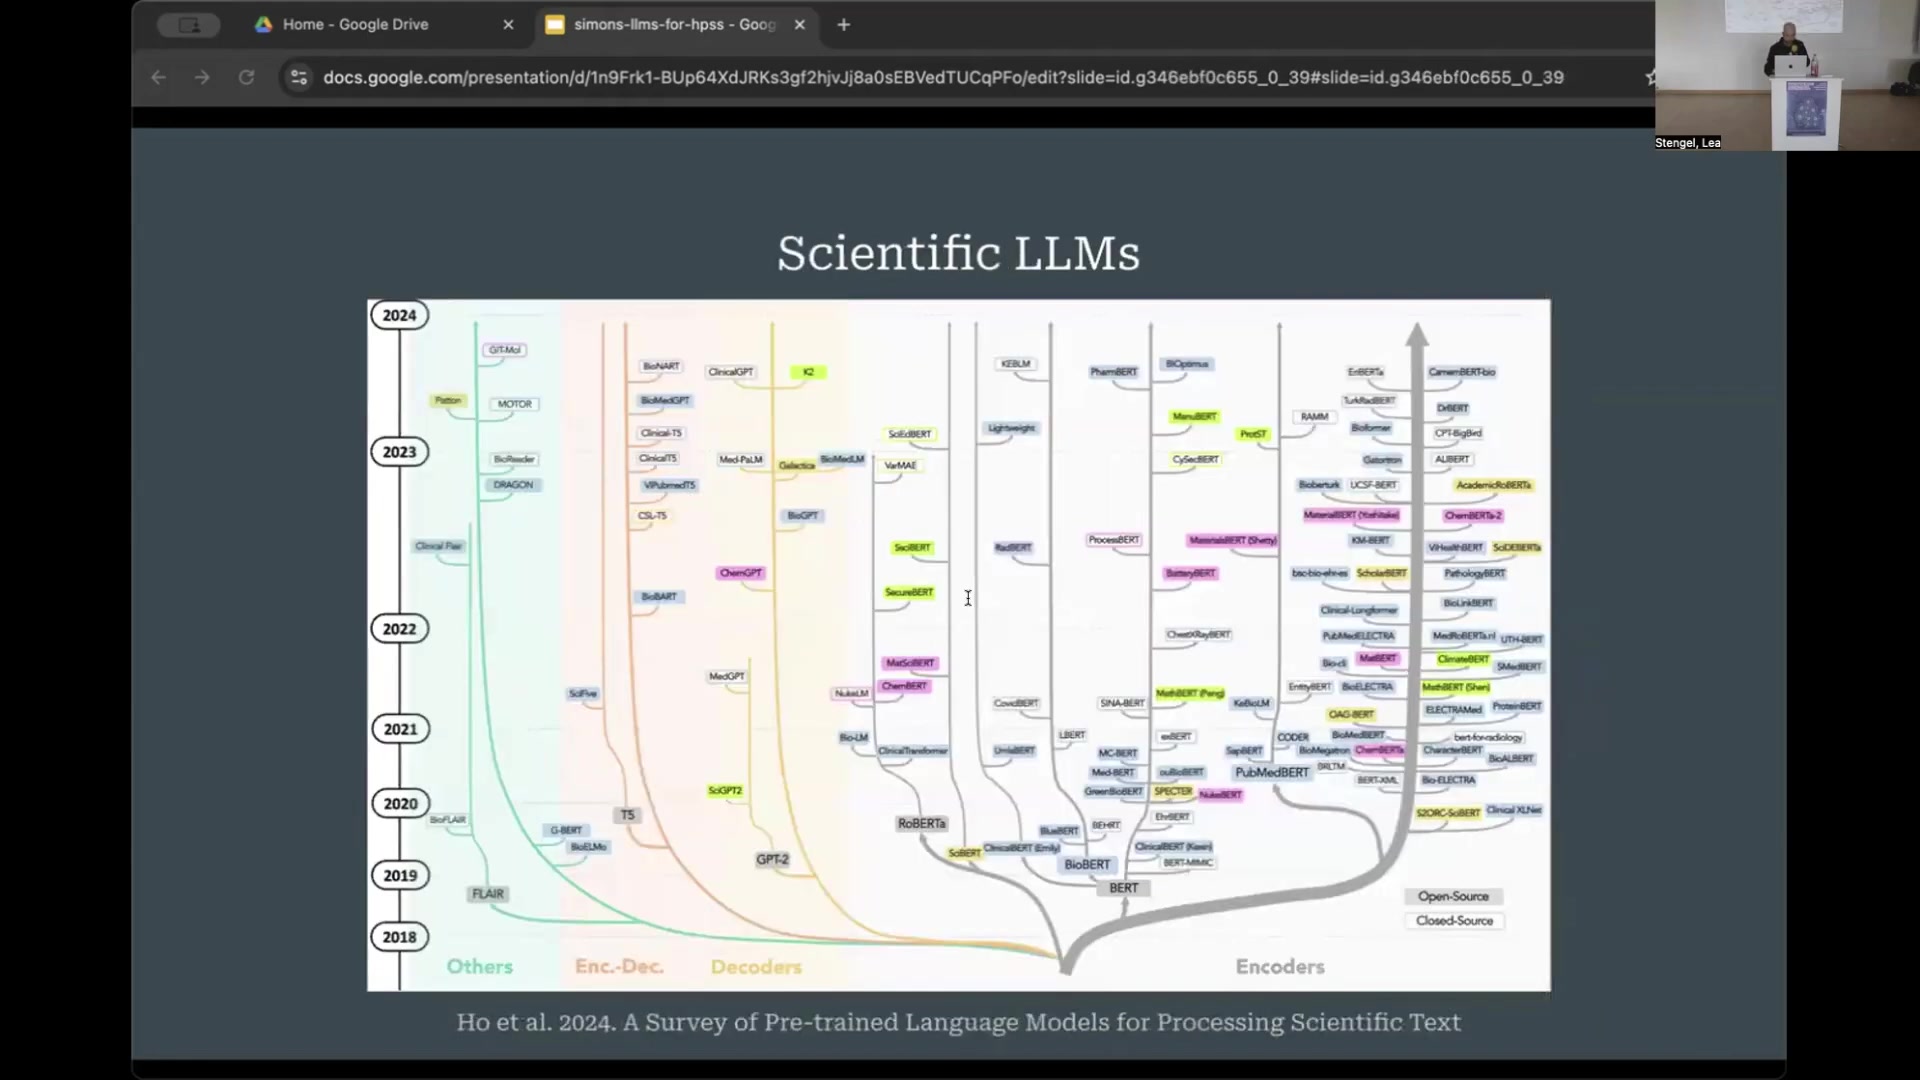 Home - Google Drive
simons-llms-for-hpss - Goog
docs.google.com/presentation/d/1n9Frk1-BUp64XdJRKs3gf2hjvJj8a0sEBVedTUCqPFo/edit?slide=id.g346ebf0c655_0_39#slide=id.g346ebf0c655_0_39
Stengel, Lea
Scientific LLMs
2024
GIT-Mol
BioNART
ClinicalGPT
K2
KEBLM
PharmBERT
BIOptimus
EriBERTa
CamemBERT-bio
Patton
MOTOR
BioMedGPT
TurkRadBERT
DrBERT
ManuBERT
RAMM
Lightweight
Bioformer
Clinical-T5
SciEdBERT
ProtST
CPT-BigBird
2023
BioReader
ClinicalT5
Med-PaLM
Galactica
BioMedLM
VarMAE
CySecBERT
Gatortron
ALIBERT
DRAGON
ViPubmedT5
Bioberturk
UCSF-BERT
AcademicRoBERTa
CSL-T5
BioGPT
MaterialBERT (Yoshitake)
ChemBERTa-2
Clinical Flair
SsciBERT
RadBERT
ProcessBERT
MaterialsBERT (Shetty)
KM-BERT
ViHealthBERT
SciDEBERTa
ChemGPT
BatteryBERT
bsc-bio-ehr-es
ScholarBERT
PathologyBERT
BioBART
SecureBERT
Clinical-Longformer
BioLinkBERT
2022
ChestXRayBERT
PubMedELECTRA
MedRoBERTa.nl
UTH-BERT
MatSciBERT
Bio-cli
MatBERT
ClimateBERT
SMedBERT
MedGPT
SciFive
NukeLM
ChemBERT
MathBERT (Peng)
EntityBERT
BioELECTRA
MathBERT (Shen)
CovidBERT
SINA-BERT
KeBioLM
OAG-BERT
ELECTRAMed
ProteinBERT
2021
Bio-LM
ClinicalTransformer
UmlsBERT
LBERT
MC-BERT
exBERT
SapBERT
CODER
BioMedBERT
BioMegatron
ChemBERTa
bert-for-radiology
CharacterBERT
BioALBERT
Med-BERT
ouBioBERT
PubMedBERT
BRLTM
BERT-XML
Bio-ELECTRA
SciGPT2
GreenBioBERT
SPECTER
NukeBERT
2020
BioFLAIR
T5
RoBERTa
BlueBERT
BEHRT
EhrBERT
S2ORC-SciBERT
Clinical XLNet
G-BERT
BioELMo
GPT-2
SciBERT
ClinicalBERT (Emily)
BioBERT
ClinicalBERT (Kexin)
BERT-MIMIC
2019
FLAIR
BERT
Open-Source
Closed-Source
2018
Others
Enc.-Dec.
Decoders
Encoders
Ho et al. 2024. A Survey of Pre-trained Language Models for Processing Scientific Text